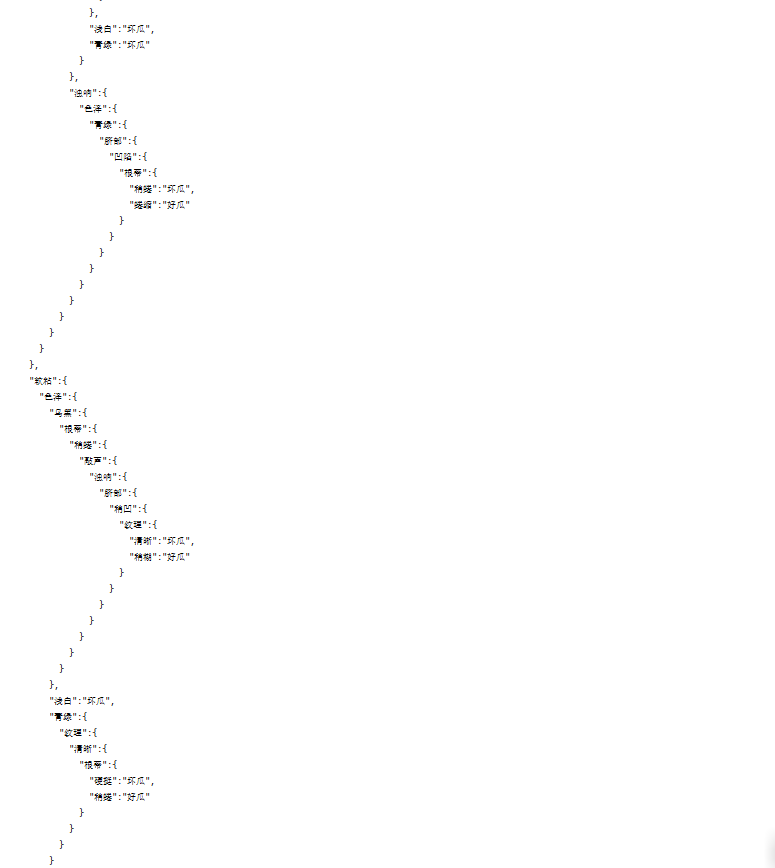 },
"浅白":"坏瓜",
"青绿":"坏瓜"
}
},
"浊响":{
"色泽":{
"青绿":{
"脐部":{
"凹陷":{
"根蒂":{
"稍蜷":"坏瓜",
"蜷缩":"好瓜"
}
}
}
}
}
}
}
}
}
},
"软粘":{
"色泽":{
"乌黑":{
"根蒂":{
"稍蜷":{
"敲声":{
"浊响":{
"脐部":{
"稍凹":{
"纹理":{
"清晰":"坏瓜",
"稍糊":"好瓜"
}
}
}
}
}
}
}
},
"浅白":"坏瓜",
"青绿":{
"纹理":{
"清晰":{
"根蒂":{
"硬挺":"坏瓜",
"稍蜷":"好瓜"
}
}
}
}